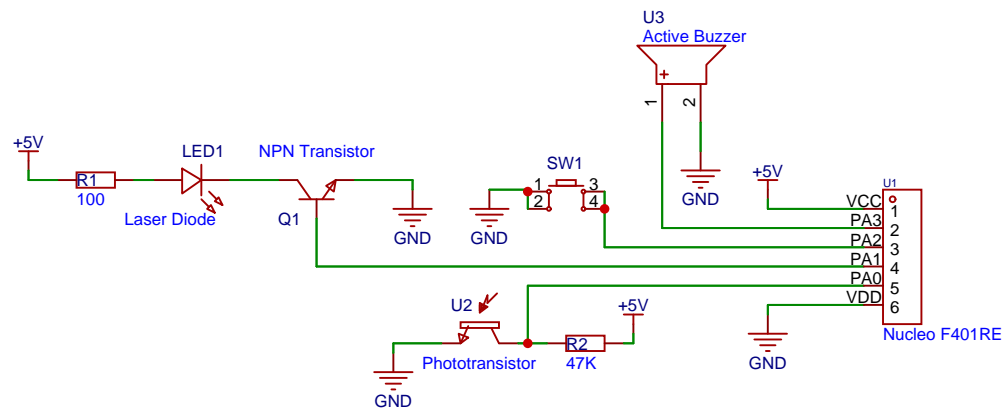 U3
Active Buzzer
+
1
2
GND
+5V
R1
100
LED1
Laser Diode
NPN Transistor
Q1
GND
SW1
1
2
3
4
GND
+5V
U1
VCC
1
PA3
2
PA2
3
PA1
4
PA0
5
VDD
6
Nucleo F401RE
GND
U2
Phototransistor
GND
R2
47K
+5V